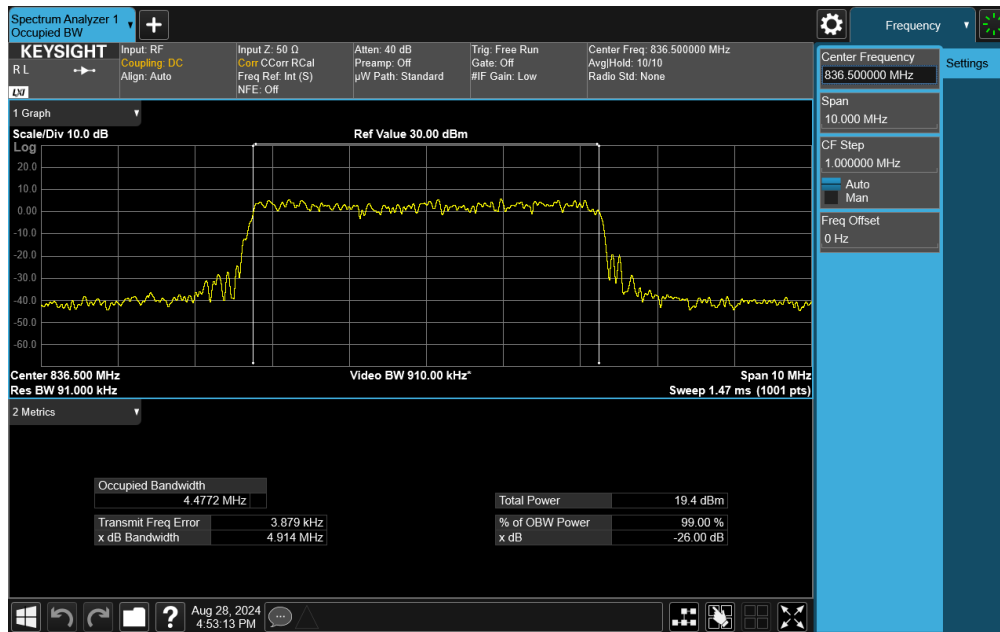 Spectrum Analyzer 1
Occupied BW
Frequency
KEYSIGHT
R L
LXI
Input: RF
Coupling: DC
Align: Auto
Input Z: 50 Ω
Corr CCorr RCal
Freq Ref: Int (S)
NFE: Off
Atten: 40 dB
Preamp: Off
µW Path: Standard
Trig: Free Run
Gate: Off
#IF Gain: Low
Center Freq: 836.500000 MHz
Avg|Hold: 10/10
Radio Std: None
Center Frequency
836.500000 MHz
Settings
Span
10.000 MHz
CF Step
1.000000 MHz
Auto
Man
Freq Offset
0 Hz
1 Graph
Scale/Div 10.0 dB
Ref Value 30.00 dBm
Log
20.0
10.0
0.00
-10.0
-20.0
-30.0
-40.0
-50.0
-60.0
Center 836.500 MHz
Video BW 910.00 kHz*
Span 10 MHz
Res BW 91.000 kHz
Sweep 1.47 ms (1001 pts)
2 Metrics
Occupied Bandwidth
4.4772 MHz
Transmit Freq Error 3.879 kHz
x dB Bandwidth 4.914 MHz
Total Power 19.4 dBm
% of OBW Power 99.00 %
x dB -26.00 dB
?
Aug 28, 2024
4:53:13 PM